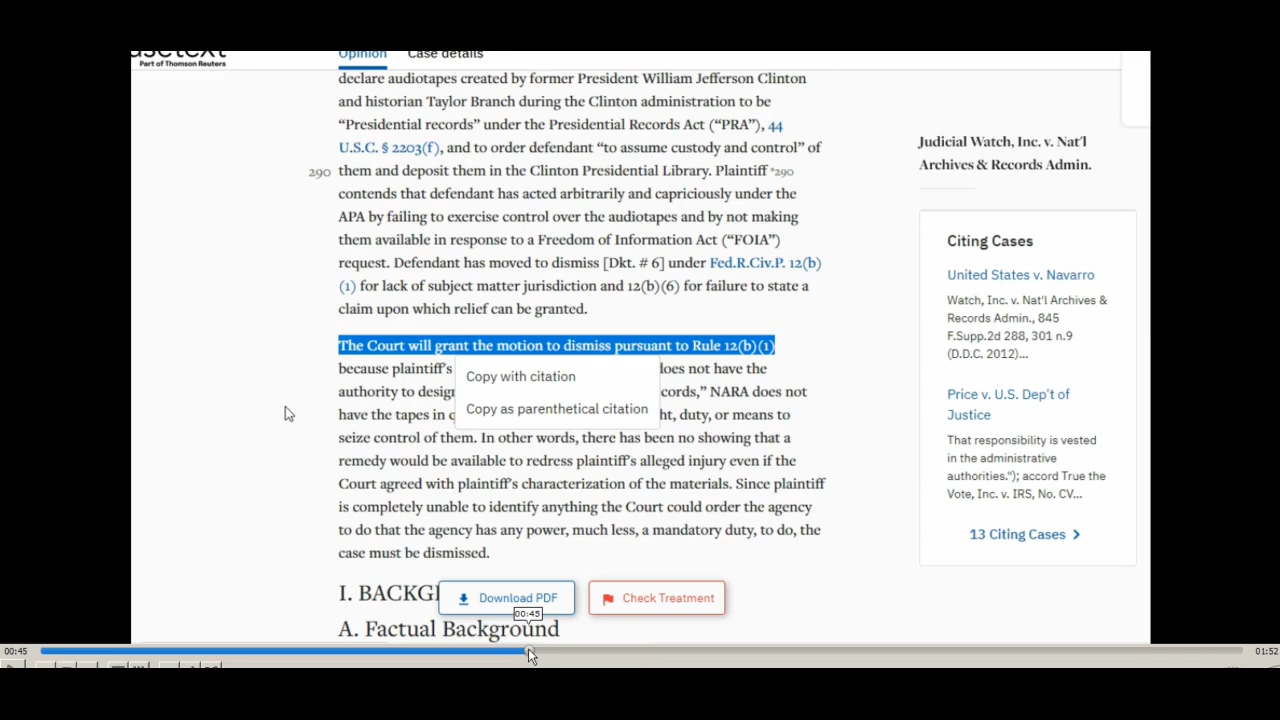 Part of Thomson Reuters
Opinion Case details
declare audiotapes created by former President William Jefferson Clinton
and historian Taylor Branch during the Clinton administration to be
“Presidential records” under the Presidential Records Act (“PRA”), 44
U.S.C. § 2203(f), and to order defendant “to assume custody and control” of
290 them and deposit them in the Clinton Presidential Library. Plaintiff *290
contends that defendant has acted arbitrarily and capriciously under the
APA by failing to exercise control over the audiotapes and by not making
them available in response to a Freedom of Information Act (“FOIA”)
request. Defendant has moved to dismiss [Dkt. # 6] under Fed.R.Civ.P. 12(b)
(1) for lack of subject matter jurisdiction and 12(b)(6) for failure to state a
claim upon which relief can be granted.
The Court will grant the motion to dismiss pursuant to Rule 12(b)(1)
because plaintiff’s does not have the
Copy with citation
authority to desig cords,” NARA does not
Copy as parenthetical citation
have the tapes in ht, duty, or means to
seize control of them. In other words, there has been no showing that a
remedy would be available to redress plaintiff’s alleged injury even if the
Court agreed with plaintiff’s characterization of the materials. Since plaintiff
is completely unable to identify anything the Court could order the agency
to do that the agency has any power, much less, a mandatory duty, to do, the
case must be dismissed.
I. BACKG
Download PDF
Check Treatment
A. Factual Background
Judicial Watch, Inc. v. Nat’l
Archives & Records Admin.
Citing Cases
United States v. Navarro
Watch, Inc. v. Nat'l Archives &
Records Admin., 845
F.Supp.2d 288, 301 n.9
(D.D.C. 2012)...
Price v. U.S. Dep't of
Justice
That responsibility is vested
in the administrative
authorities."); accord True the
Vote, Inc. v. IRS, No. CV...
13 Citing Cases
00:45
00:45
01:52